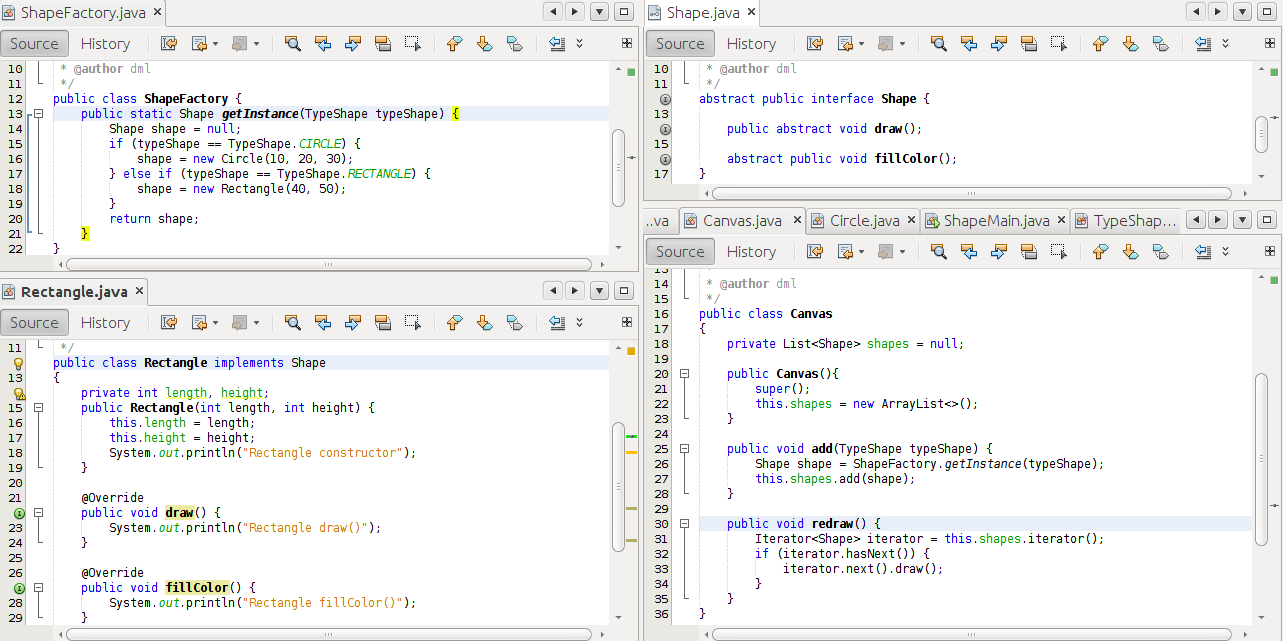 ShapeFactory.java
Source History
10 * @author dml
11 */
12 public class ShapeFactory {
13 public static Shape getInstance(TypeShape typeShape) {
14 Shape shape = null;
15 if (typeShape == TypeShape.CIRCLE) {
16 shape = new Circle(10, 20, 30);
17 } else if (typeShape == TypeShape.RECTANGLE) {
18 shape = new Rectangle(40, 50);
19 }
20 return shape;
21 }
22 }
Rectangle.java
Source History
11 */
public class Rectangle implements Shape
13 {
private int length, height;
15 public Rectangle(int length, int height) {
16 this.length = length;
17 this.height = height;
18 System.out.println("Rectangle constructor");
19 }
20
21 @Override
public void draw() {
23 System.out.println("Rectangle draw()");
24 }
25
26 @Override
public void fillColor() {
28 System.out.println("Rectangle fillColor()");
29 }
Shape.java
Source History
10 * @author dml
11 */
abstract public interface Shape {
13
public abstract void draw();
15
abstract public void fillColor();
17 }
..va Canvas.java Circle.java ShapeMain.java TypeShap...
Source History
13 *
14 * @author dml
15 */
16 public class Canvas
17 {
18 private List<Shape> shapes = null;
19
20 public Canvas(){
21 super();
22 this.shapes = new ArrayList<>();
23 }
24
25 public void add(TypeShape typeShape) {
26 Shape shape = ShapeFactory.getInstance(typeShape);
27 this.shapes.add(shape);
28 }
29
30 public void redraw() {
31 Iterator<Shape> iterator = this.shapes.iterator();
32 if (iterator.hasNext()) {
33 iterator.next().draw();
34 }
35 }
36 }